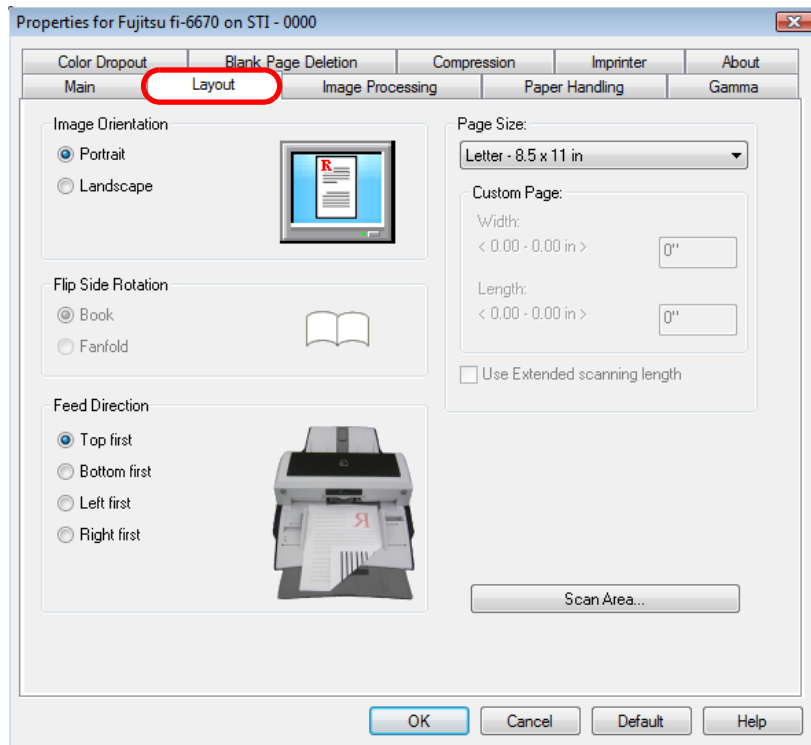 Properties for Fujitsu fi-6670 on STI - 0000
Color Dropout Blank Page Deletion Compression Imprinter About
Main Layout Image Processing Paper Handling Gamma
Image Orientation
Portrait
Landscape
R
Flip Side Rotation
Book
Fanfold
Feed Direction
Top first
Bottom first
Left first
Right first
R
Page Size:
Letter - 8.5 x 11 in
Custom Page:
Width:
< 0.00 - 0.00 in >
0"
Length:
< 0.00 - 0.00 in >
0"
Use Extended scanning length
Scan Area...
OK Cancel Default Help